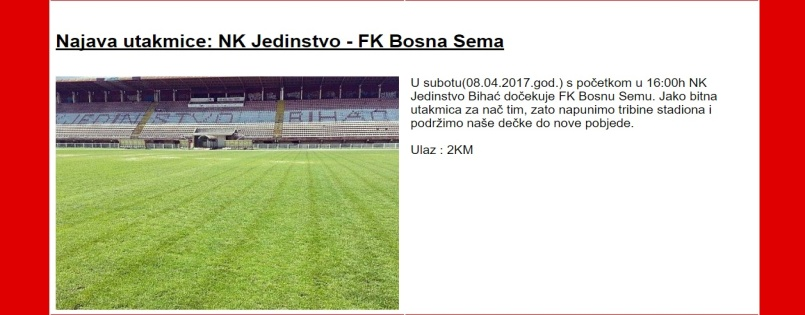 Najava utakmice: NK Jedinstvo - FK Bosna Sema
U subotu(08.04.2017.god.) s početkom u 16:00h NK
Jedinstvo Bihać dočekuje FK Bosnu Semu. Jako bitna
utakmica za nač tim, zato napunimo tribine stadiona i
podržimo naše dečke do nove pobjede.
Ulaz : 2KM
JEDINSTVO BIHAĆ